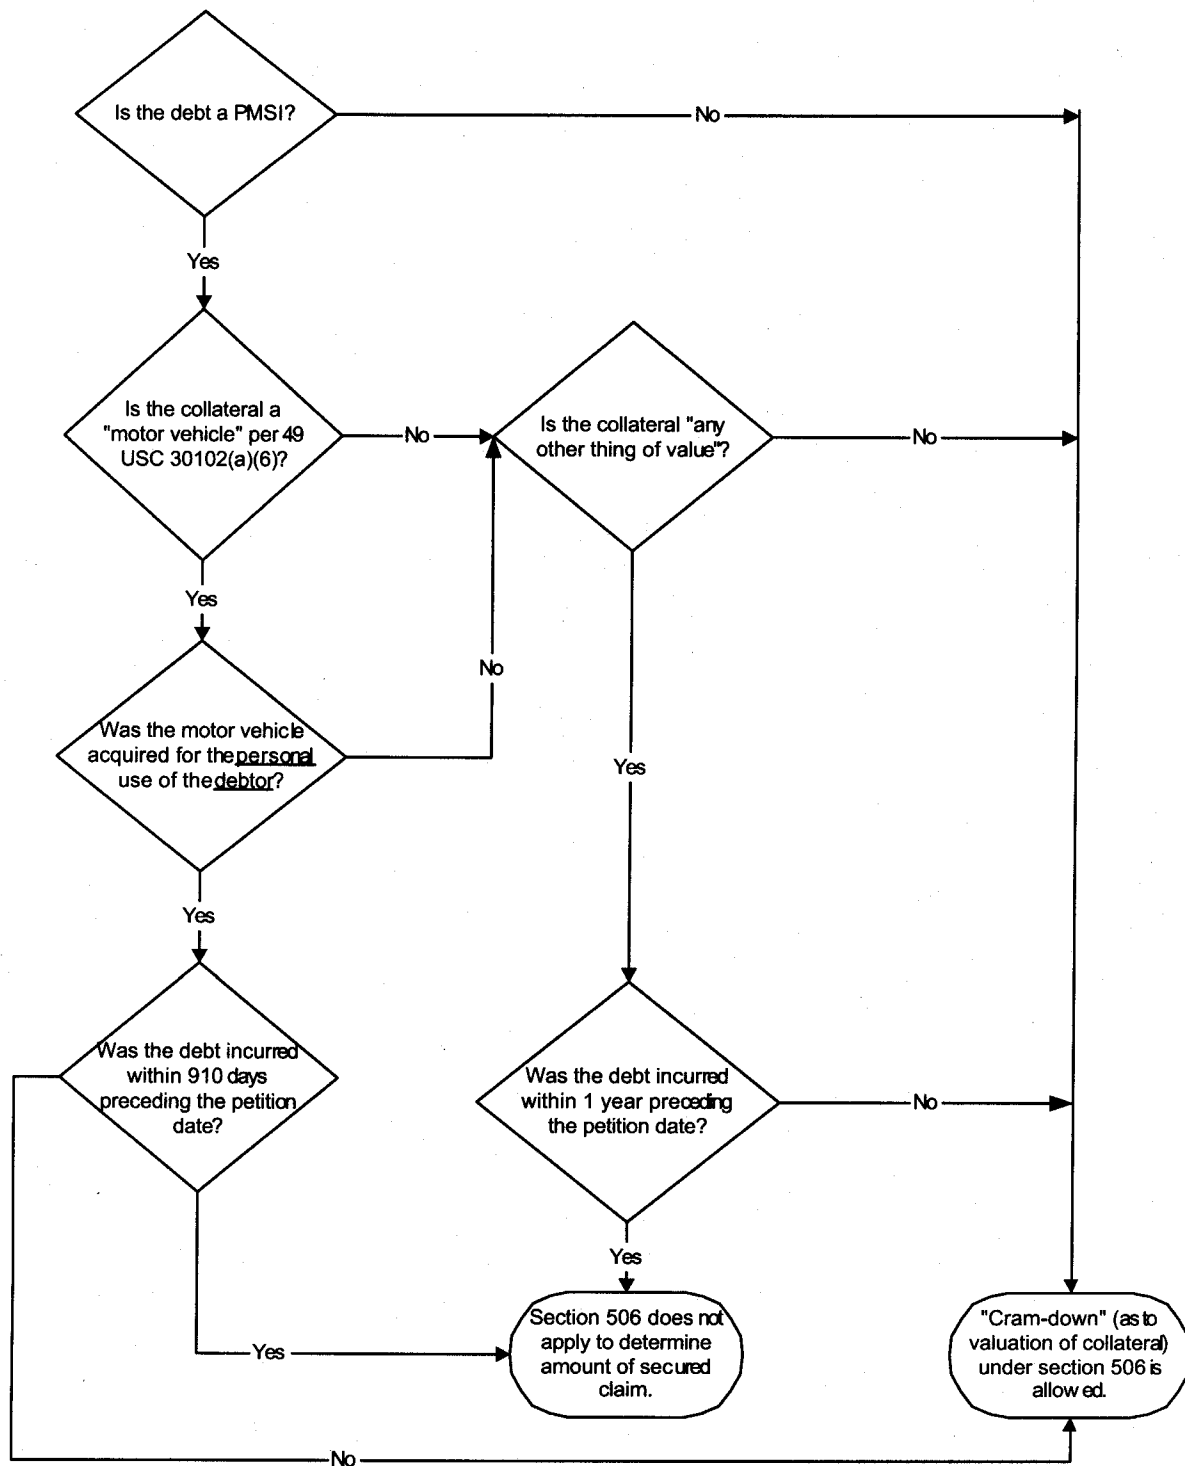 Is the debt a PMSI?
No
Yes
Is the collateral a
"motor vehicle" per 49
USC 30102(a)(6)?
No
Is the collateral "any
other thing of value"?
No
Yes
No
Was the motor vehicle
acquired for the personal
use of the debtor?
Yes
Yes
Was the debt incurred
within 910 days
preceding the petition
date?
Was the debt incurred
within 1 year preceding
the petition date?
No
Yes
Section 506 does not
apply to determine
amount of secured
claim.
"Cram-down" (as to
valuation of collateral)
under section 506 is
allowed.
Yes
No